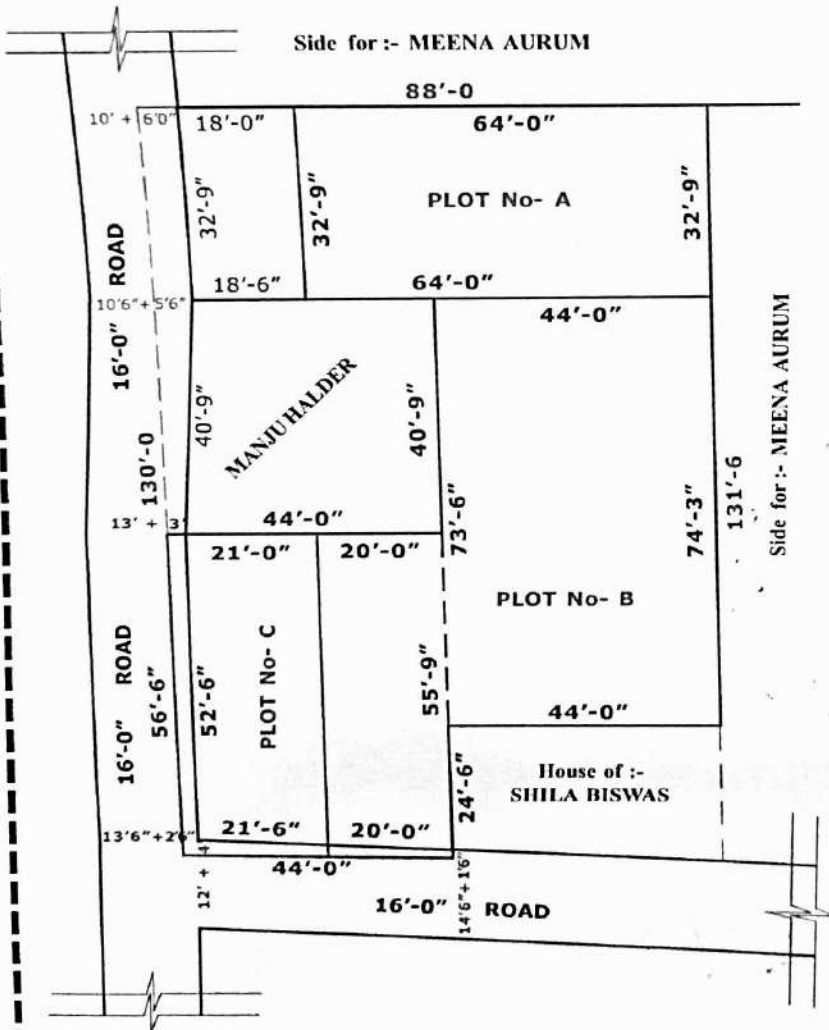 Side for :- MEENA AURUM
88'-0
10' + 6'0"
18'-0"
64'-0"
32'-9"
32'-9"
PLOT No- A
32'-9"
ROAD
16'-0"
18'-6"
64'-0"
10'6"+5'6"
44'-0"
MANJU HALDER
40'-9"
40'-9"
130'-0
Side for :- MEENA AURUM
131'-6
73'-6"
74'-3"
13' + 3'
44'-0"
21'-0"
20'-0"
PLOT No- B
ROAD
16'-0"
56'-6"
52'-6"
PLOT No- C
55'-9"
44'-0"
24'-6"
House of :-
SHILA BISWAS
13'6"+2'6"
21'-6"
20'-0"
44'-0"
12' + 4'
14'6"+1'6"
16'-0" ROAD